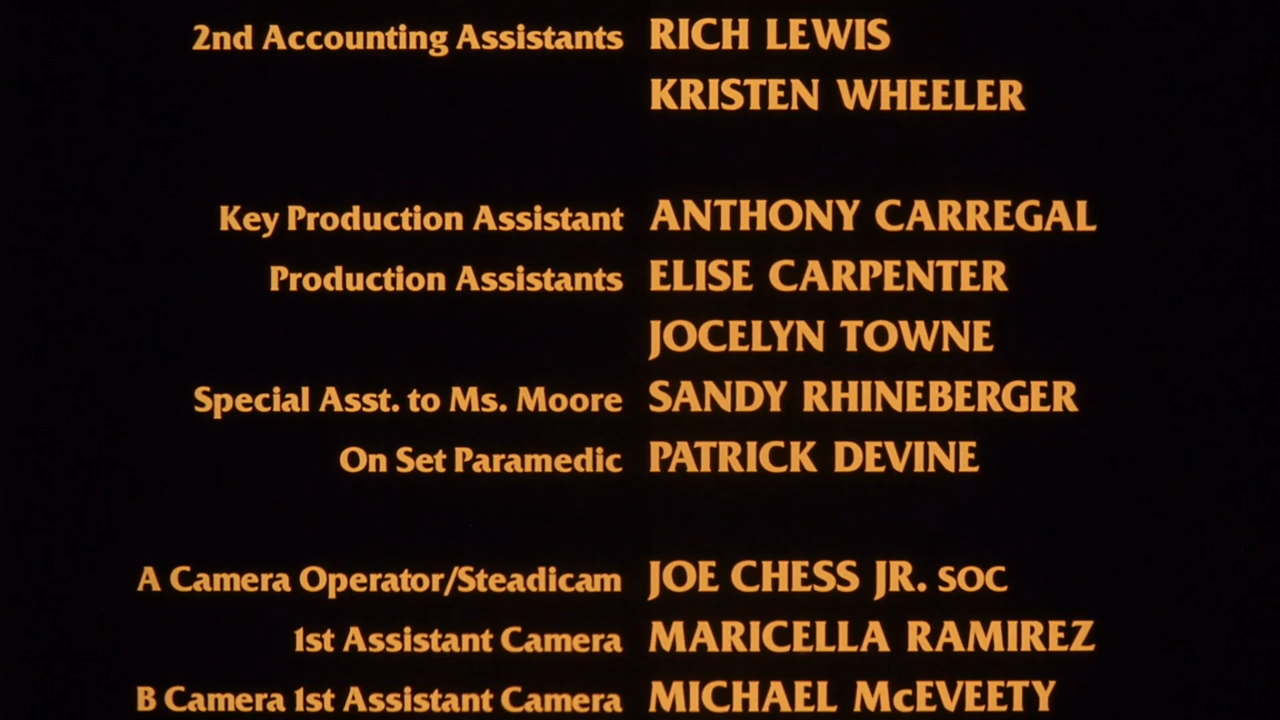 2nd Accounting Assistants RICH LEWIS
KRISTEN WHEELER
Key Production Assistant ANTHONY CARREGAL
Production Assistants ELISE CARPENTER
JOCELYN TOWNE
Special Asst. to Ms. Moore SANDY RHINEBERGER
On Set Paramedic PATRICK DEVINE
A Camera Operator/Steadicam JOE CHESS JR. SOC
1st Assistant Camera MARICELLA RAMIREZ
B Camera 1st Assistant Camera MICHAEL McEVEETY